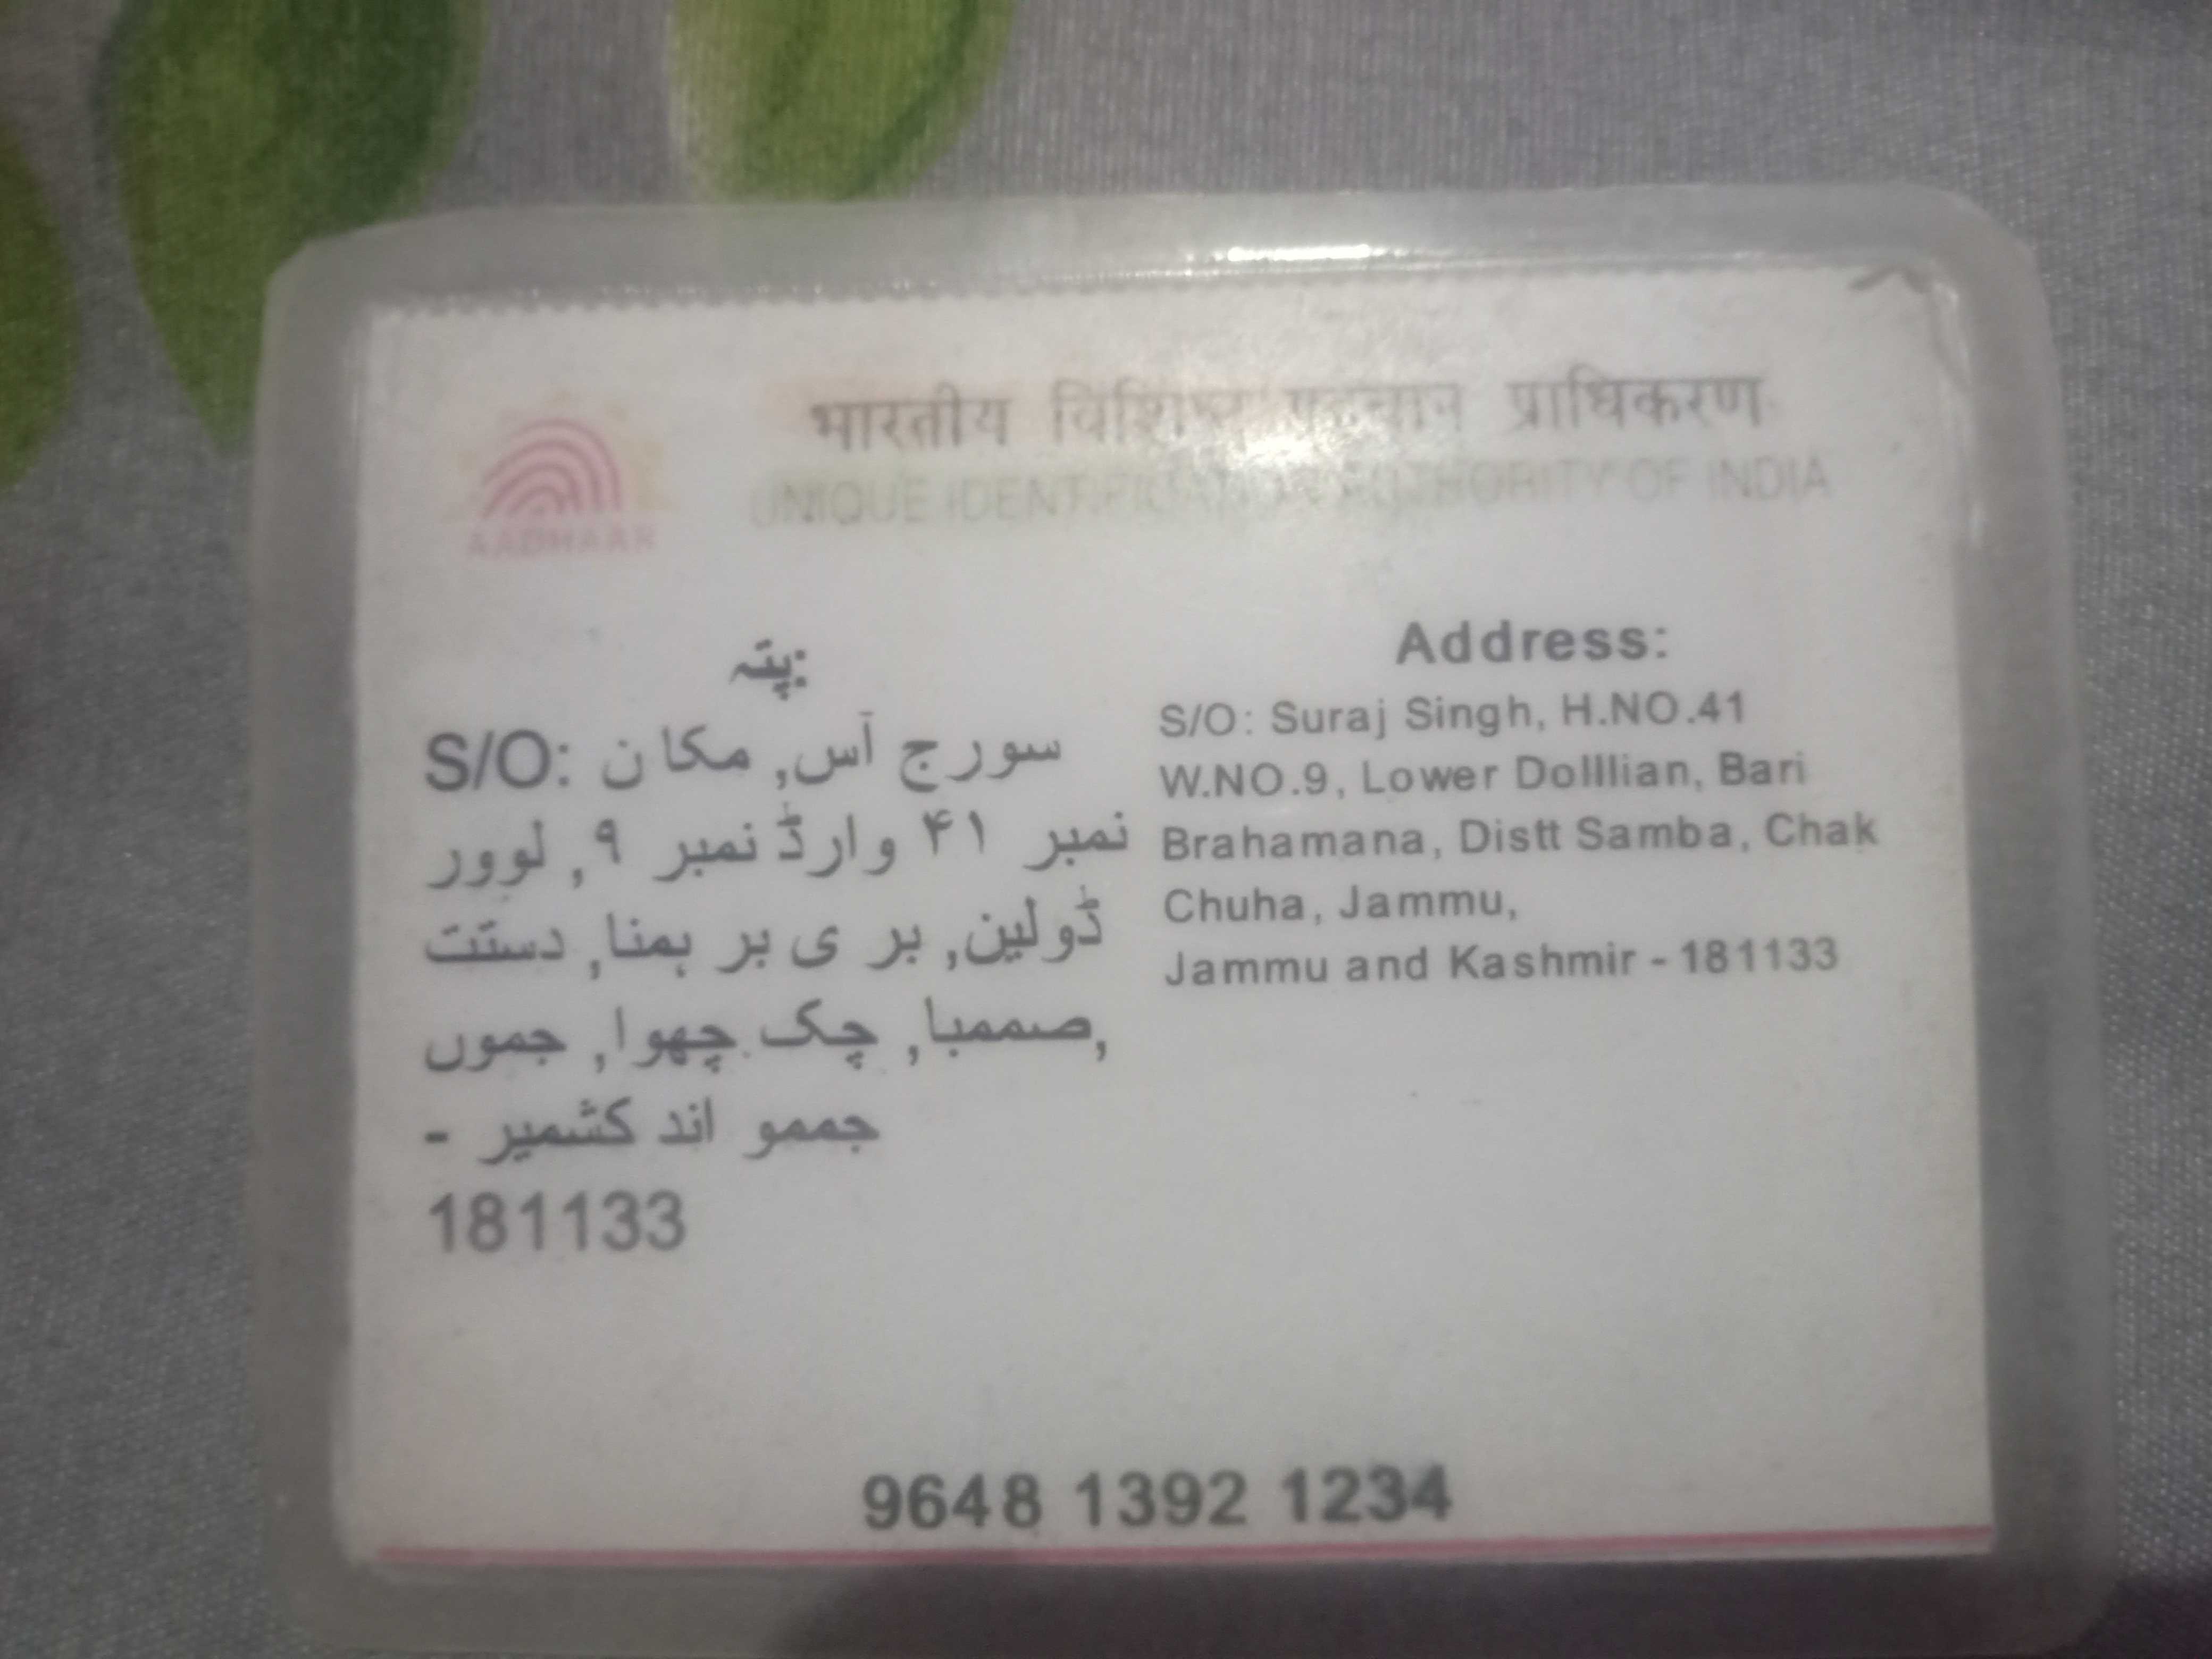 भारतीय विशिष्ट पहचान प्राधिकरण
UNIQUE IDENTIFICATION AUTHORITY OF INDIA
AADHAAR
پتہ:
S/O: سورج آس, مکان
نمبر ۴۱ وارڈ نمبر ۹, لوور
ڈولین, بر ی بر ہمنا, دستت
صممبا, چک چھوا, جموں,
جممو اند کشمیر -
181133
Address:
S/O: Suraj Singh, H.NO.41
W.NO.9, Lower Dolllian, Bari
Brahamana, Distt Samba, Chak
Chuha, Jammu,
Jammu and Kashmir - 181133
9648 1392 1234